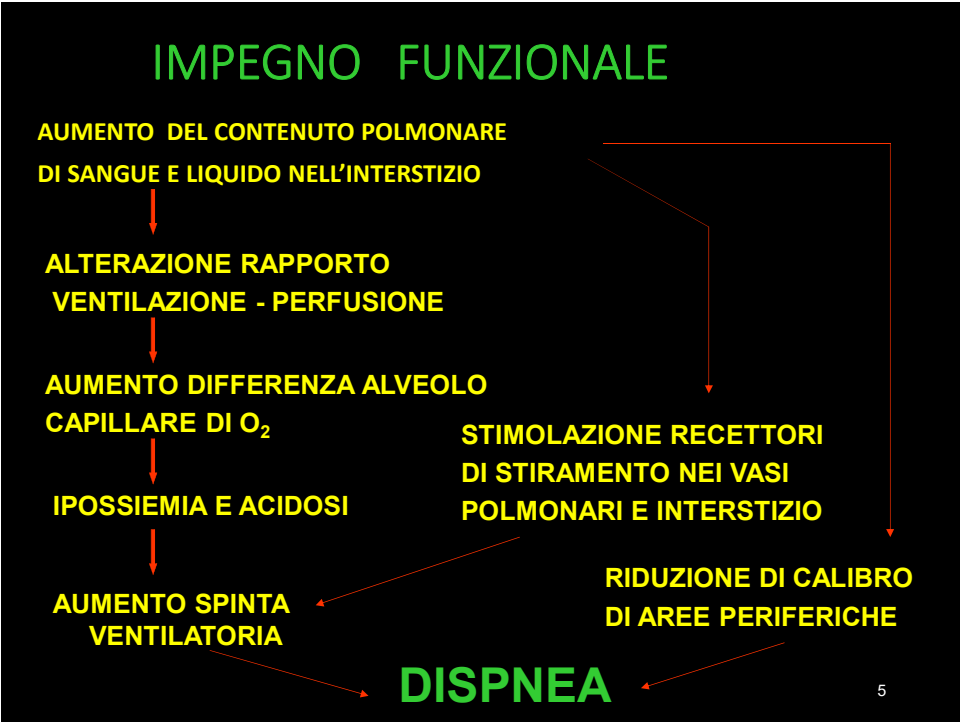 IMPEGNO FUNZIONALE
AUMENTO DEL CONTENUTO POLMONARE
DI SANGUE E LIQUIDO NELL’INTERSTIZIO
ALTERAZIONE RAPPORTO
VENTILAZIONE - PERFUSIONE
AUMENTO DIFFERENZA ALVEOLO
CAPILLARE DI O₂
IPOSSIEMIA E ACIDOSI
AUMENTO SPINTA
VENTILATORIA
STIMOLAZIONE RECETTORI
DI STIRAMENTO NEI VASI
POLMONARI E INTERSTIZIO
RIDUZIONE DI CALIBRO
DI AREE PERIFERICHE
DISPNEA
5